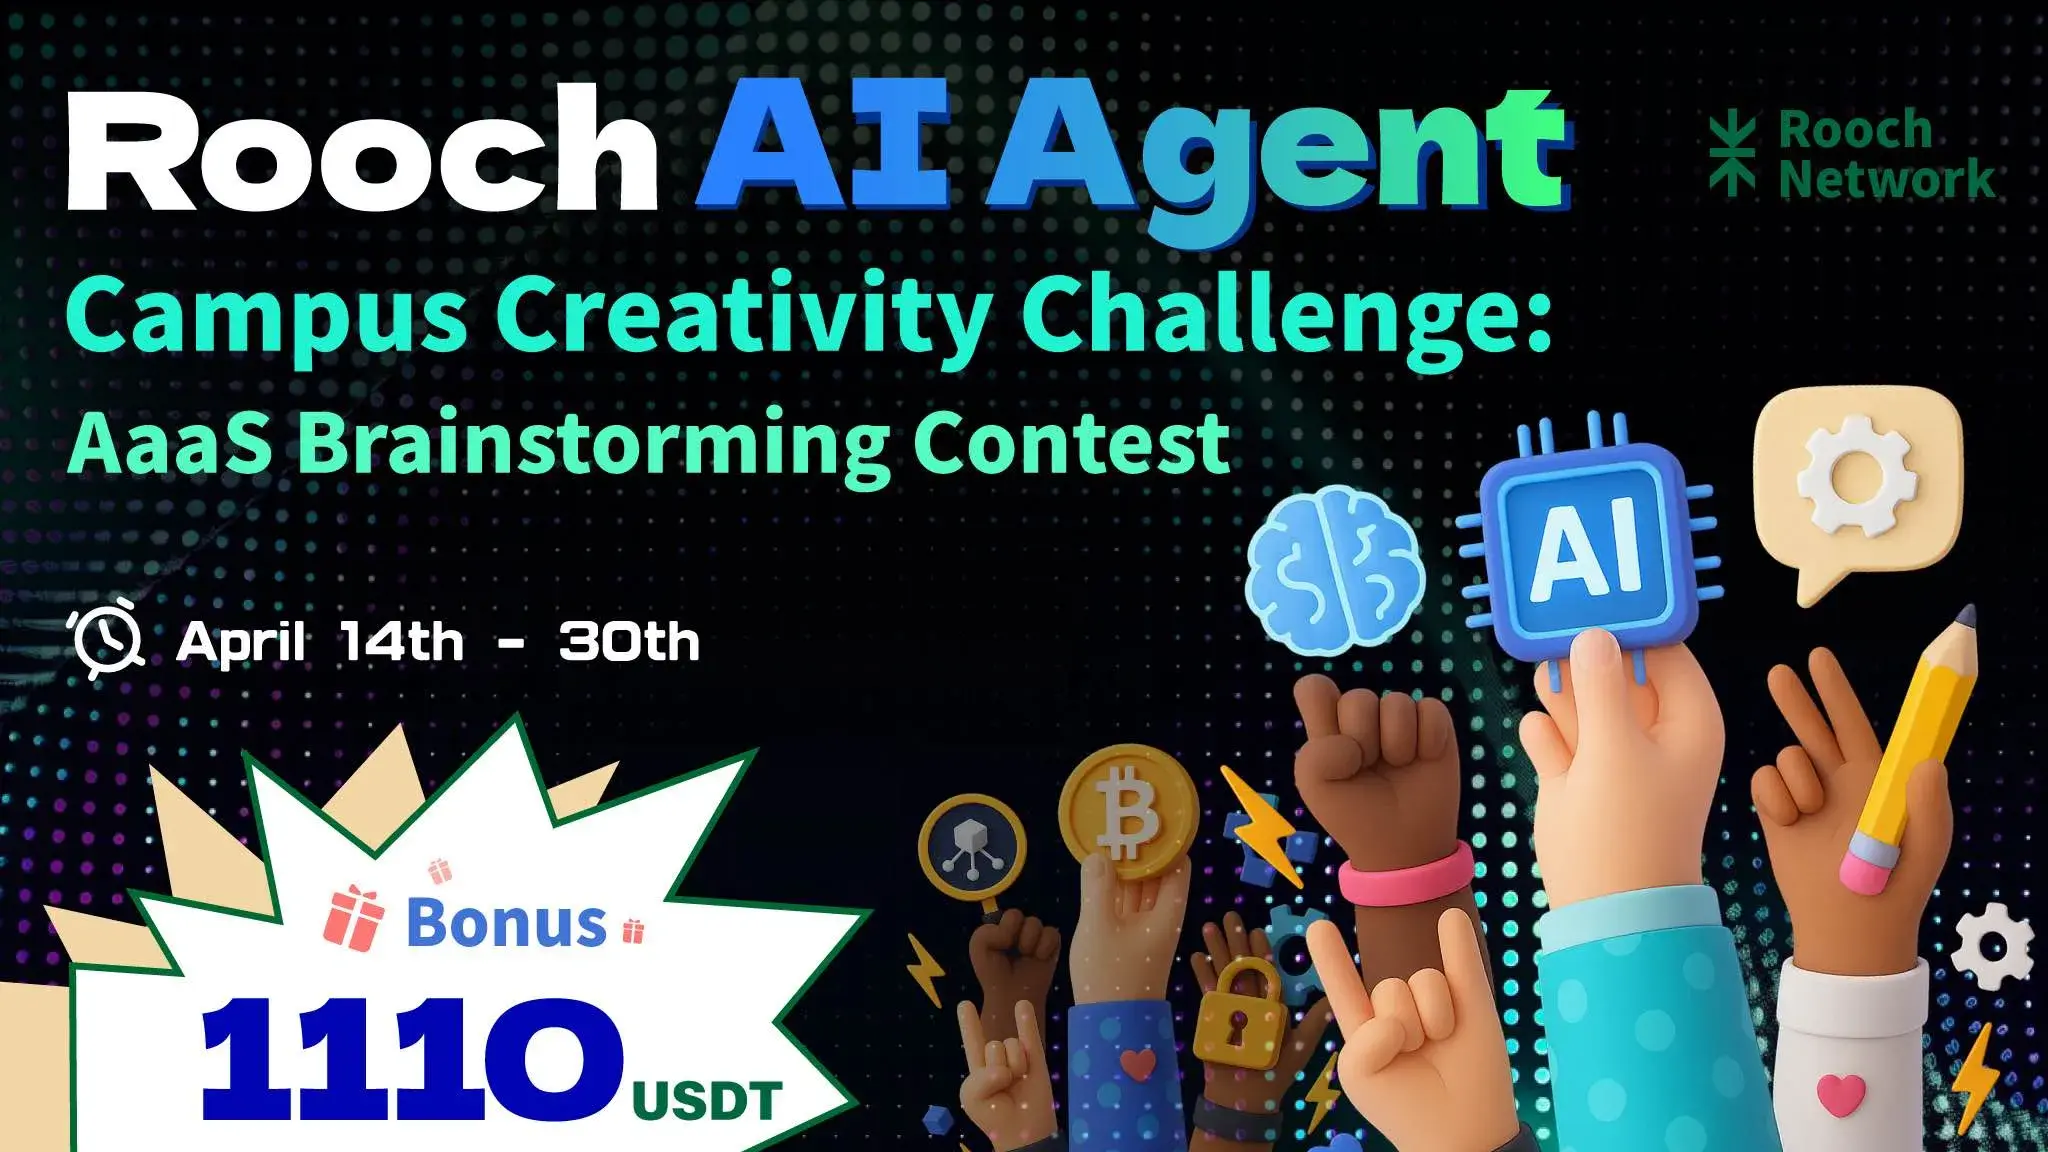 Rooch AI Agent
Rooch
Network
Campus Creativity Challenge:
AaaS Brainstorming Contest
AI
April 14th - 30th
Bonus
1110 USDT